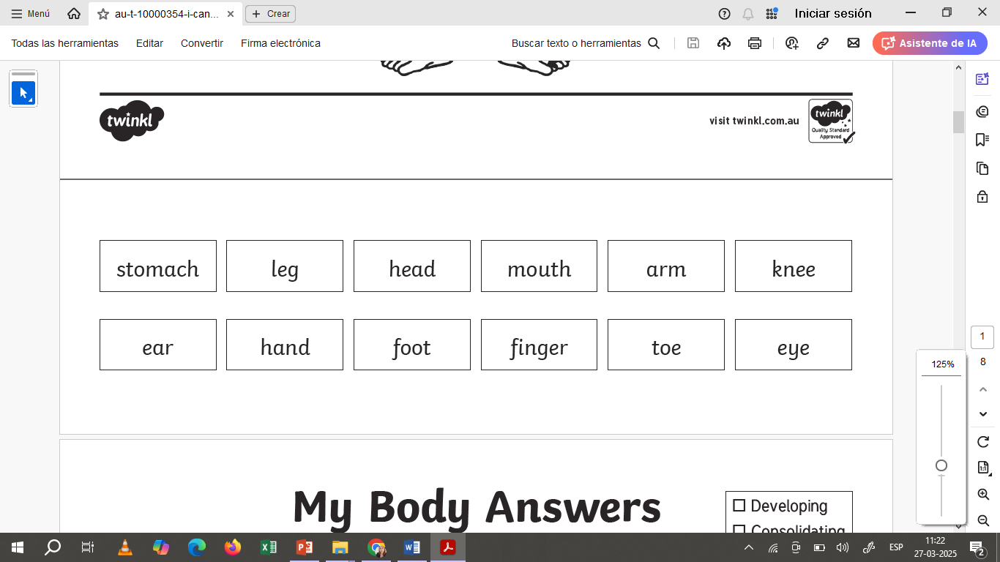 Menú
au-t-10000354-i-can...
Crear
Iniciar sesión
Todas las herramientas
Editar
Convertir
Firma electrónica
Buscar texto o herramientas
Asistente de IA
twinkl
visit twinkl.com.au
twinkl
Quality Standard
Approved
stomach leg head mouth arm knee
ear hand foot finger toe eye
1
8
125%
My Body Answers
Developing
Consolidating
ESP
11:22
27-03-2025
2